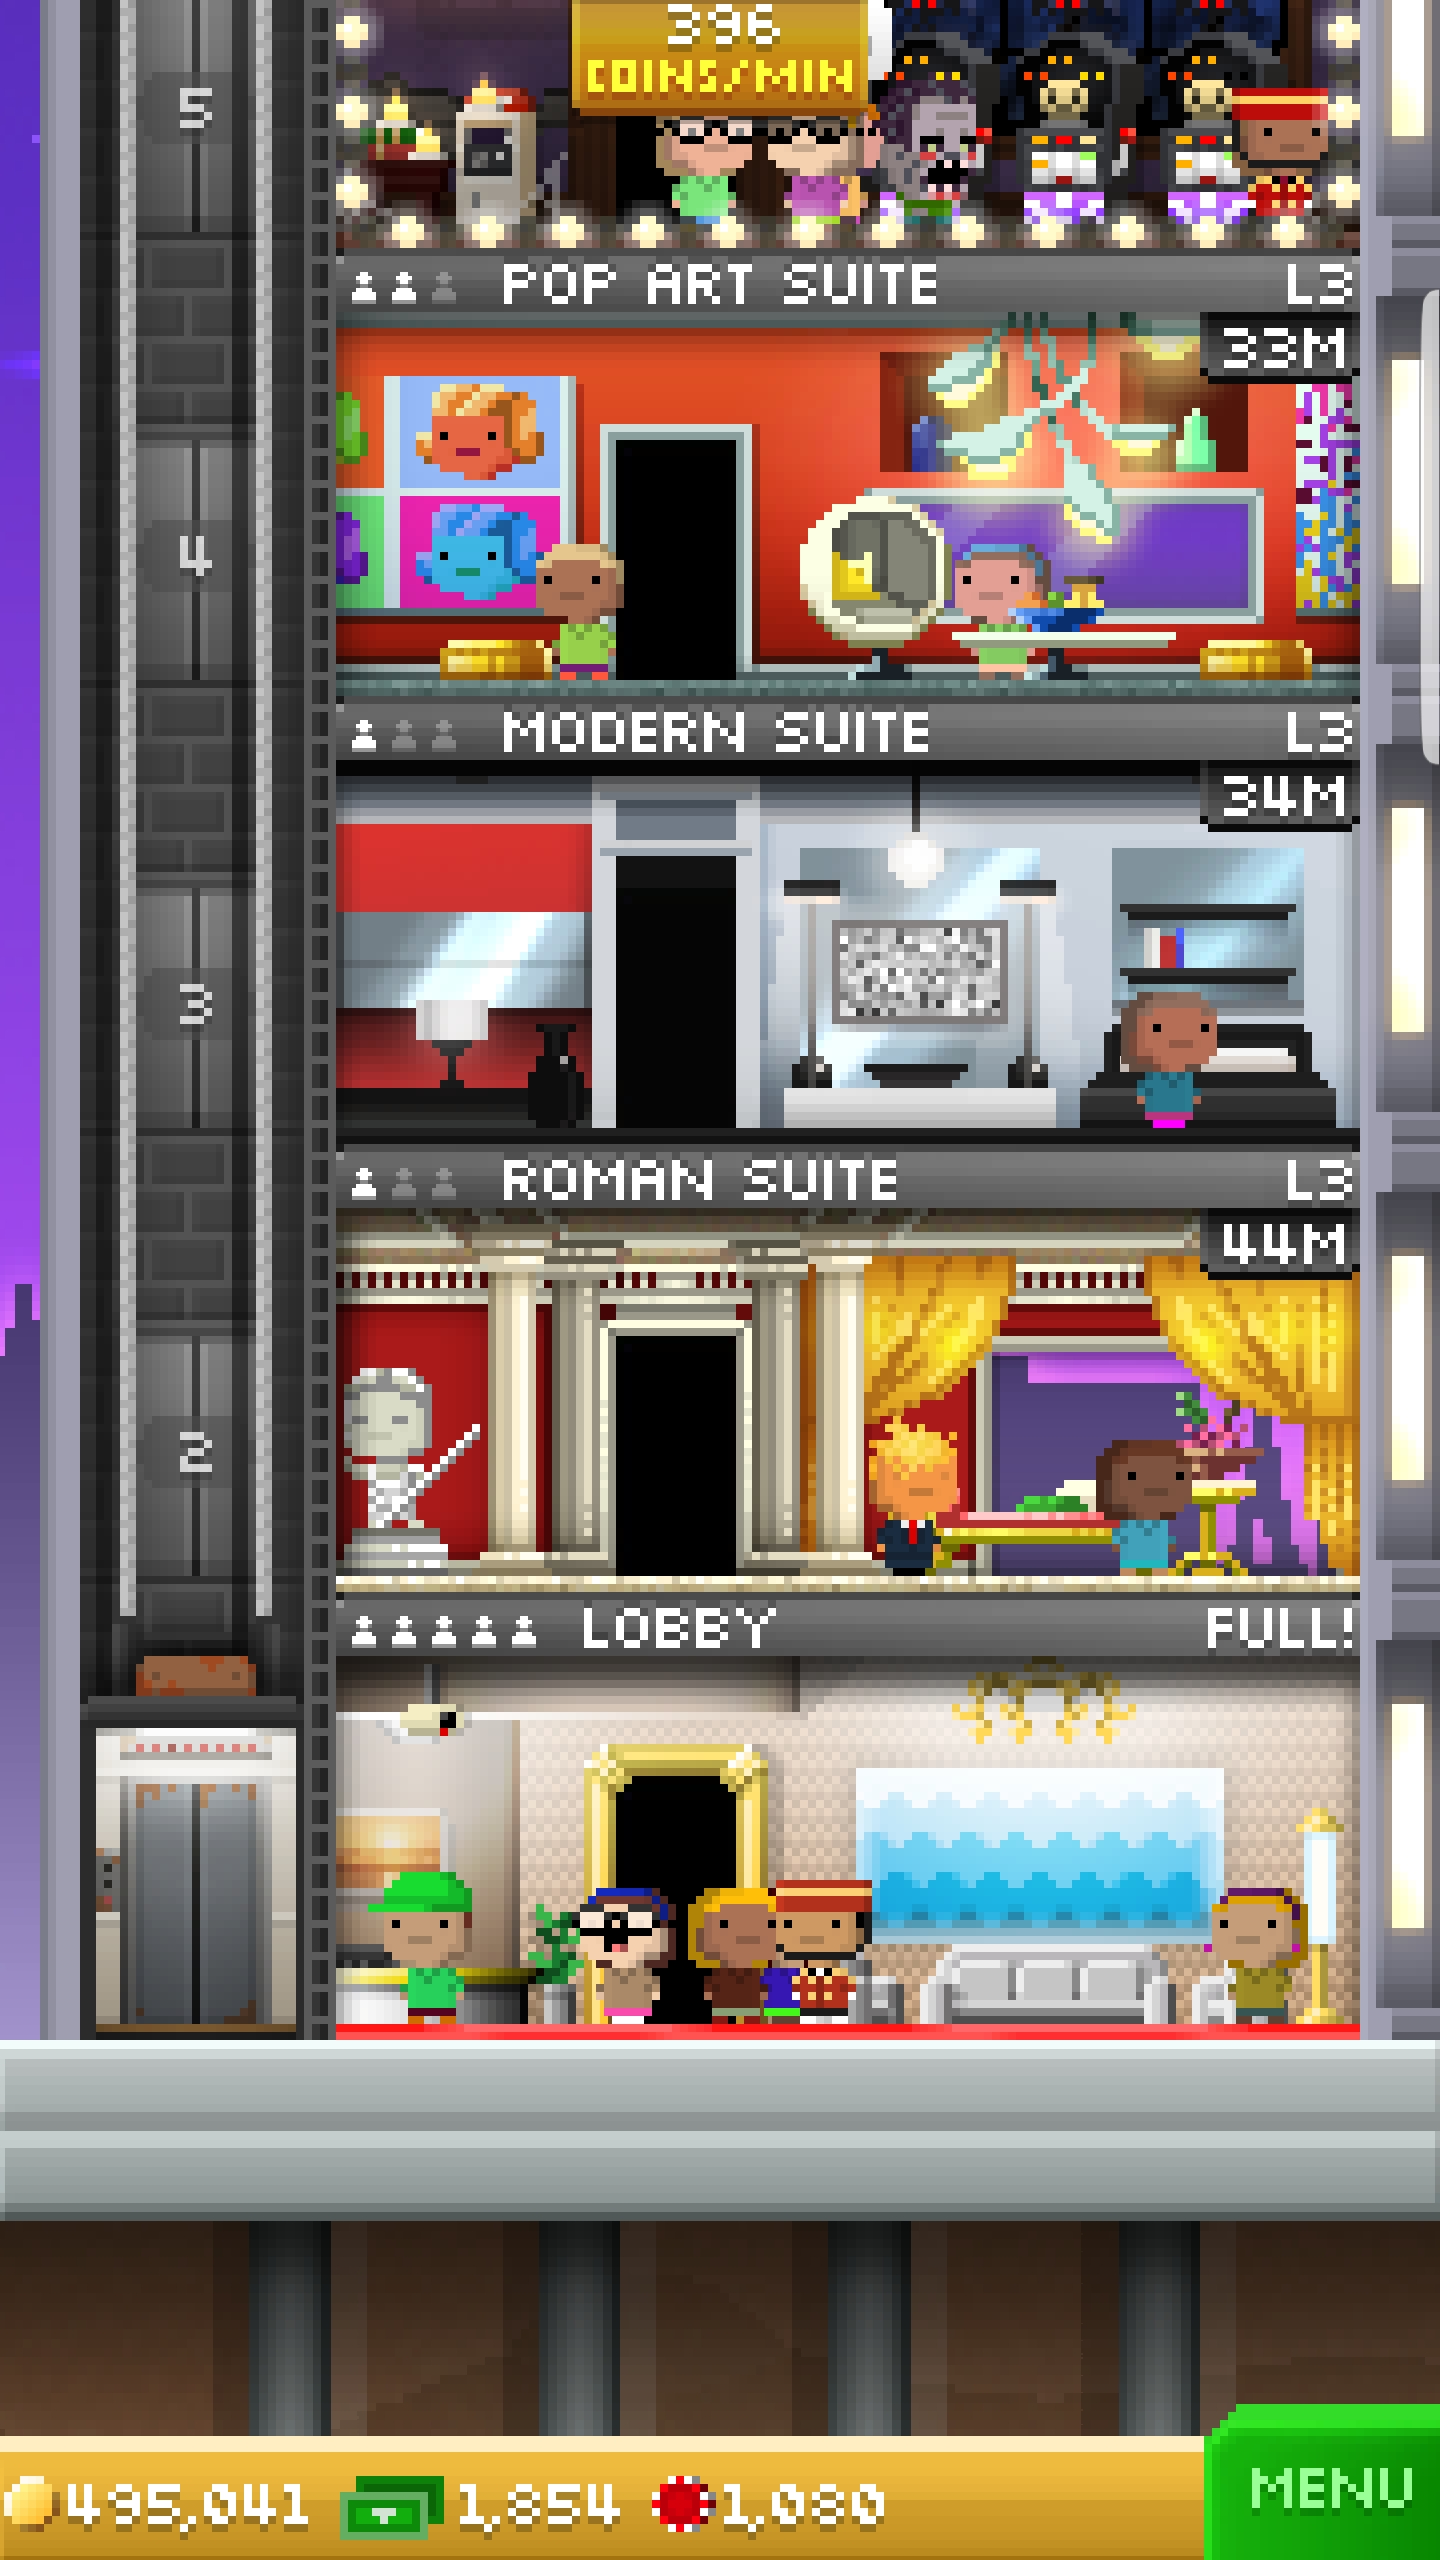 396
COINS/MIN
5
POP ART SUITE L3
33M
4
MODERN SUITE L3
34M
3
ROMAN SUITE L3
44M
2
LOBBY FULL!
495,041 1,854 1,080 MENU